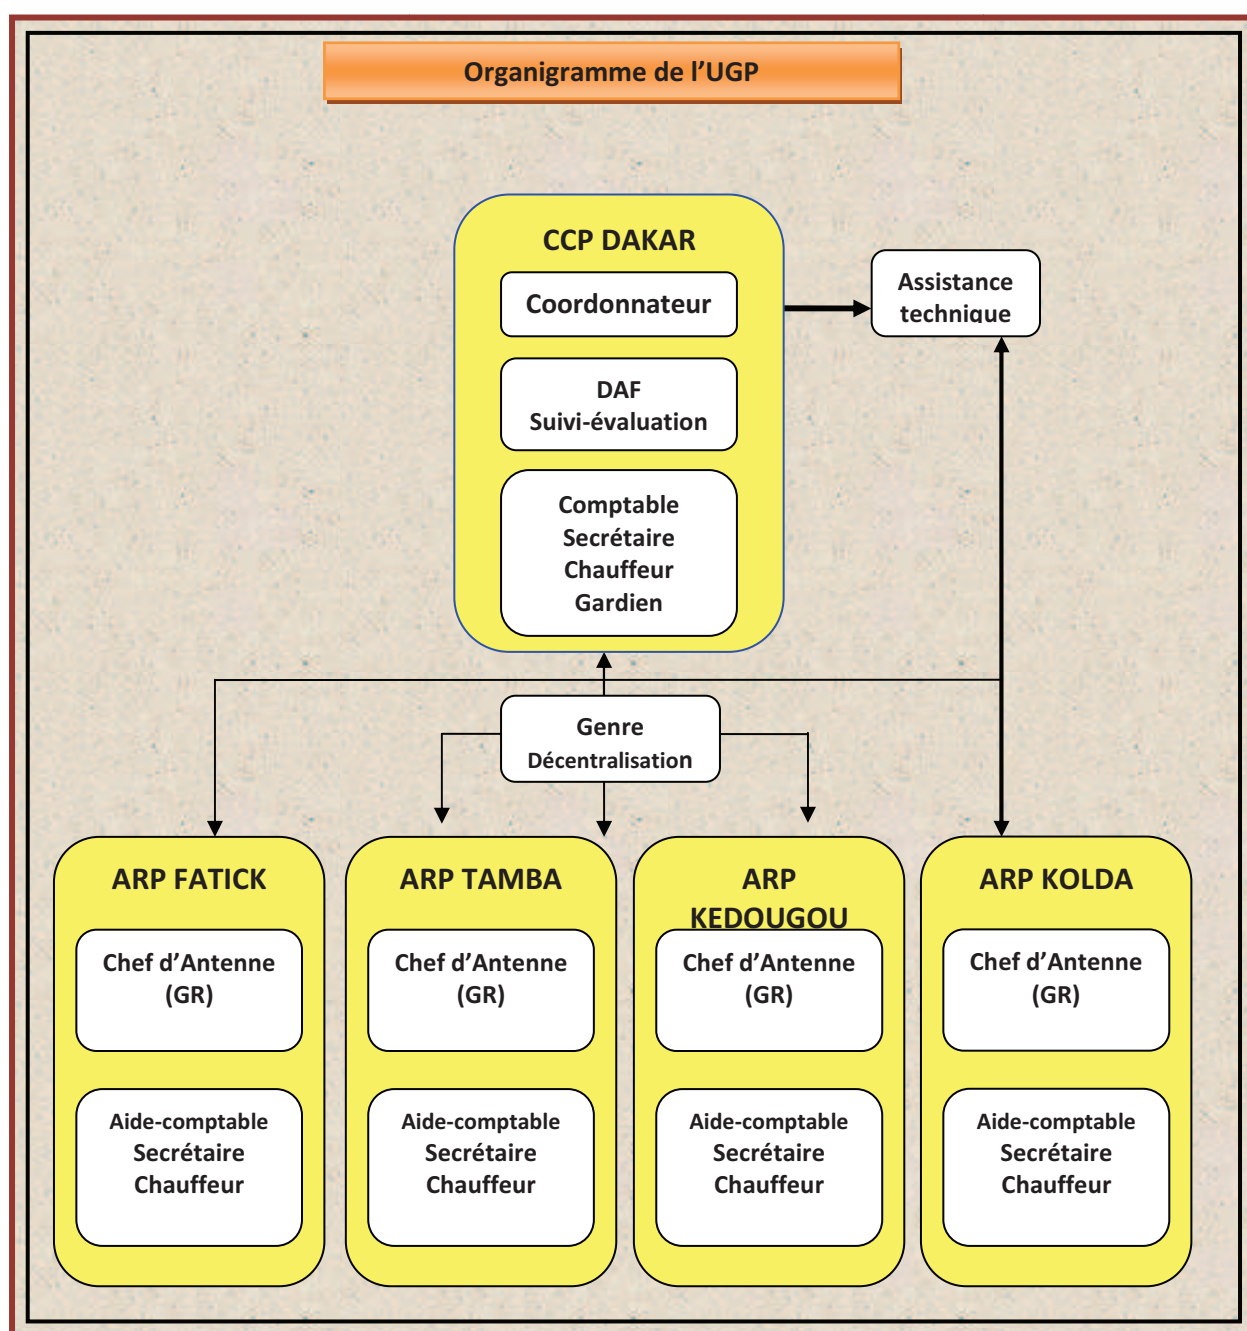 Organigramme de l’UGP
CCP DAKAR
Coordonnateur
DAF
Suivi-évaluation
Comptable
Secrétaire
Chauffeur
Gardien
Assistance
technique
Genre
Décentralisation
ARP FATICK
Chef d’Antenne
(GR)
Aide-comptable
Secrétaire
Chauffeur
ARP TAMBA
Chef d’Antenne
(GR)
Aide-comptable
Secrétaire
Chauffeur
ARP
KEDOUGOU
Chef d’Antenne
(GR)
Aide-comptable
Secrétaire
Chauffeur
ARP KOLDA
Chef d’Antenne
(GR)
Aide-comptable
Secrétaire
Chauffeur